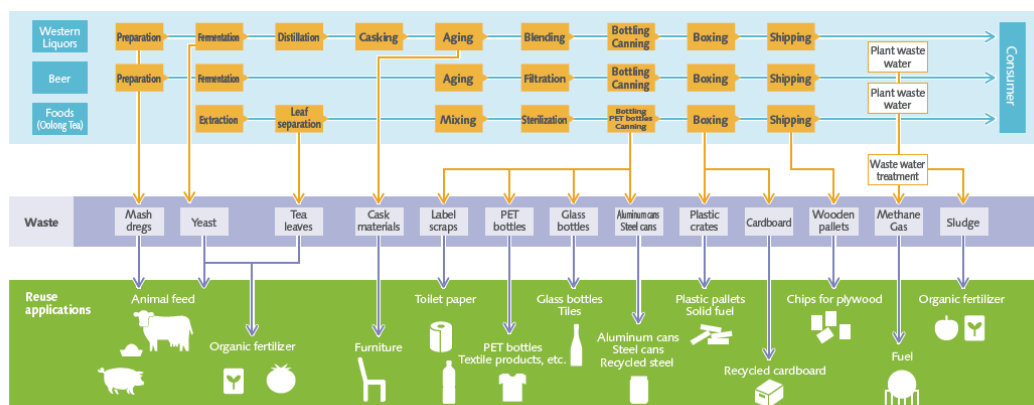 Western
Liquors
Preparation
Fermentation
Distillation
Casking
Aging
Blending
Bottling
Canning
Boxing
Shipping
Plant waste
water
Consumer
Beer
Preparation
Fermentation
Aging
Filtration
Bottling
Canning
Boxing
Shipping
Plant waste
water
Foods
(Oolong Tea)
Extraction
Leaf
separation
Mixing
Sterilization
Bottling
PET bottles
Canning
Boxing
Shipping
Waste water
treatment
Waste
Mash
dregs
Yeast
Tea
leaves
Cask
materials
Label
scraps
PET
bottles
Glass
bottles
Aluminum cans
Steel cans
Plastic
crates
Cardboard
Wooden
pallets
Methane
Gas
Sludge
Reuse
applications
Animal feed
Organic fertilizer
Furniture
Toilet paper
PET bottles
Textile products, etc.
Glass bottles
Tiles
Aluminum cans
Steel cans
Recycled steel
Plastic pallets
Solid fuel
Recycled cardboard
Chips for plywood
Fuel
Organic fertilizer